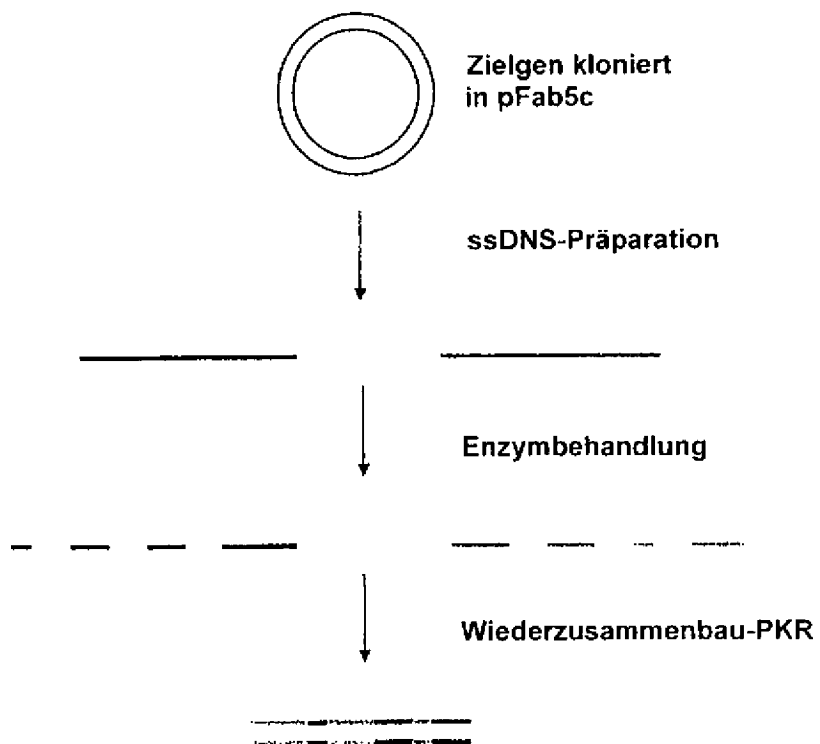 Zielgen kloniert
in pFab5c
ssDNS-Präparation
Enzymbehandlung
Wiederzusammenbau-PKR